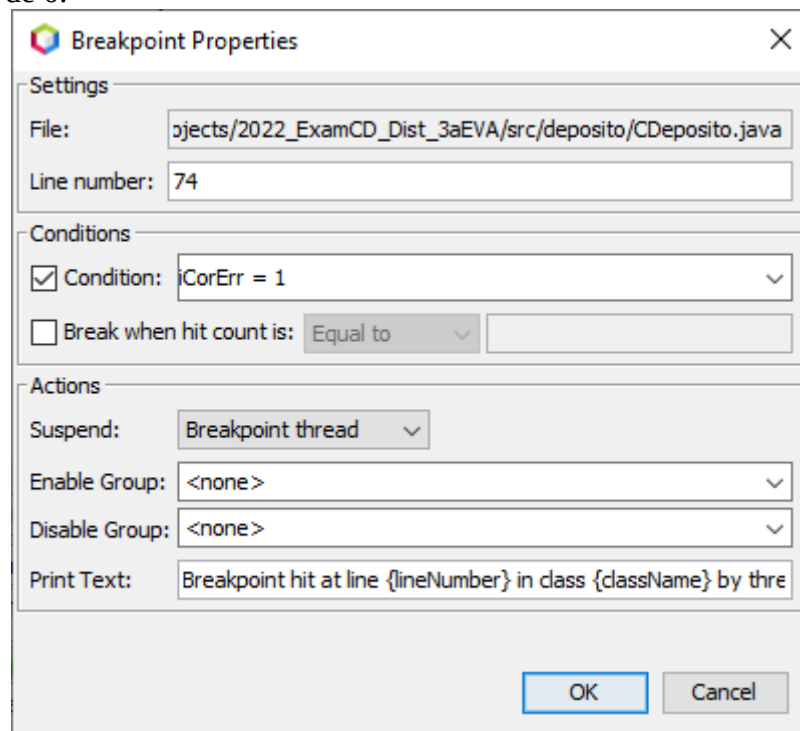 de 0.
Breakpoint Properties
Settings
File: ojects/2022_ExamCD_Dist_3aEVA/src/deposito/CDeposito.java
Line number: 74
Conditions
Condition: iCorErr = 1
Break when hit count is: Equal to
Actions
Suspend: Breakpoint thread
Enable Group: <none>
Disable Group: <none>
Print Text: Breakpoint hit at line {lineNumber} in class {className} by thre
OK Cancel